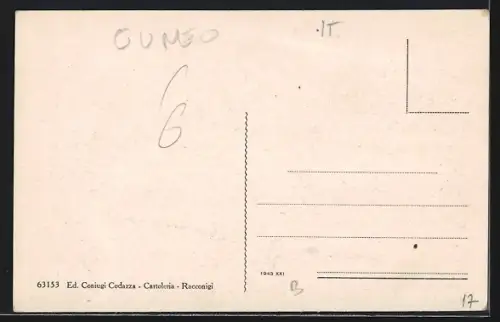 CUNEO
IT
6
63153 Ed. Coniugi Cedazza - Cartoleria - Racconigi
1943 XXI
B
17